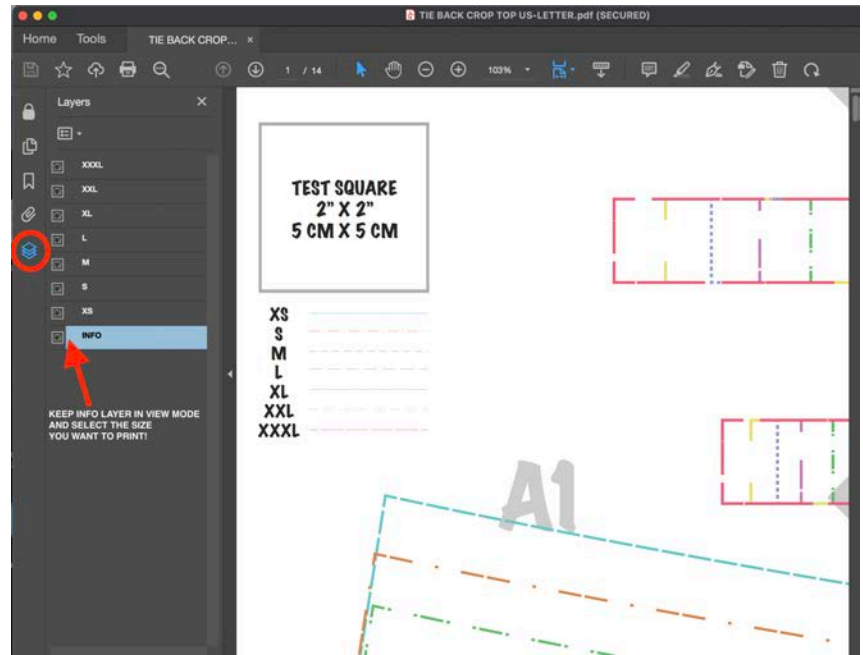 TIE BACK CROP TOP US-LETTER.pdf (SECURED)
Home Tools TIE BACK CROP... ×
1 / 14 103%
Layers ×
XXXL
XXL
XL
L
M
S
XS
INFO
KEEP INFO LAYER IN VIEW MODE
AND SELECT THE SIZE
YOU WANT TO PRINT!
TEST SQUARE
2” X 2”
5 CM X 5 CM
XS
S
M
L
XL
XXL
XXXL
A1